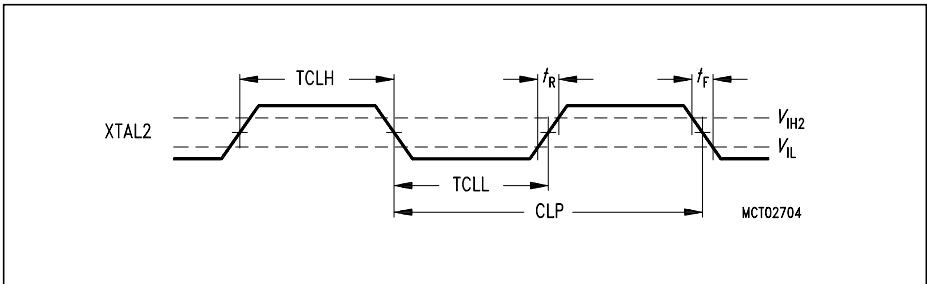 TCLH
t_R
t_F
XTAL2
V_IH2
V_IL
TCLL
CLP
MCT02704